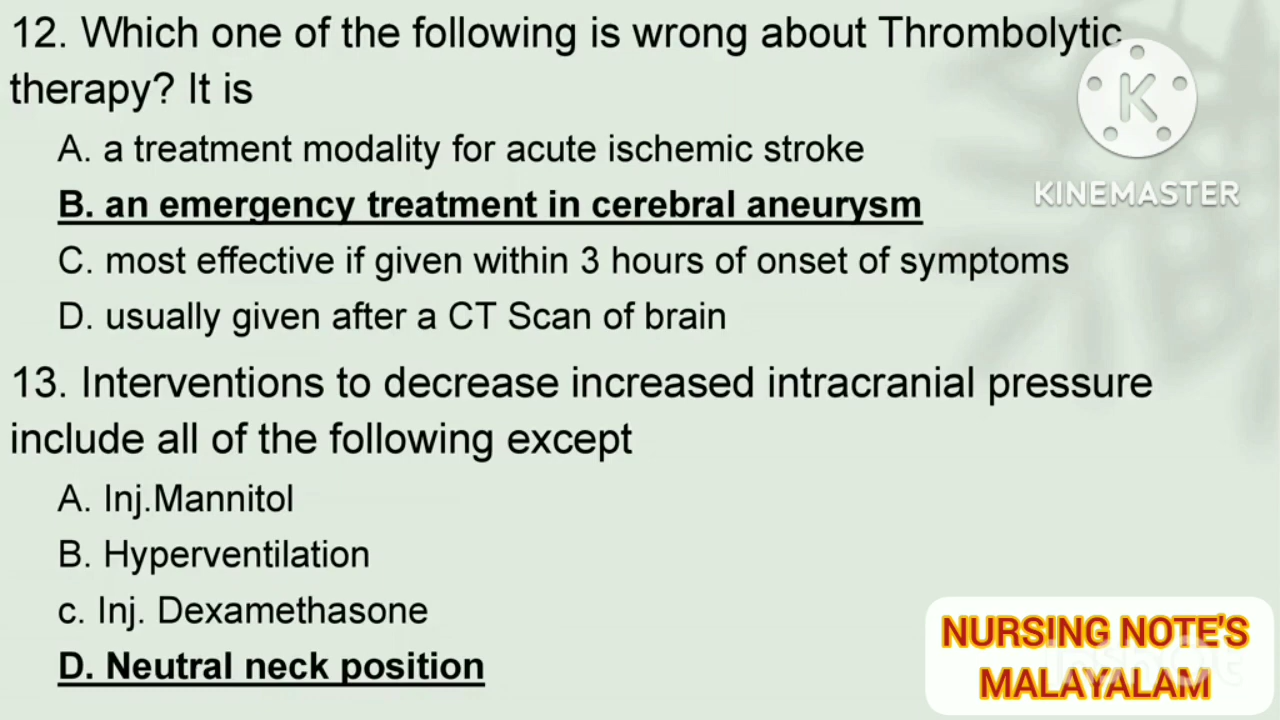 12. Which one of the following is wrong about Thrombolytic
therapy? It is
A. a treatment modality for acute ischemic stroke
B. an emergency treatment in cerebral aneurysm
C. most effective if given within 3 hours of onset of symptoms
D. usually given after a CT Scan of brain
13. Interventions to decrease increased intracranial pressure
include all of the following except
A. Inj.Mannitol
B. Hyperventilation
c. Inj. Dexamethasone
D. Neutral neck position
K
KINEMASTER
NURSING NOTE'S
MALAYALAM